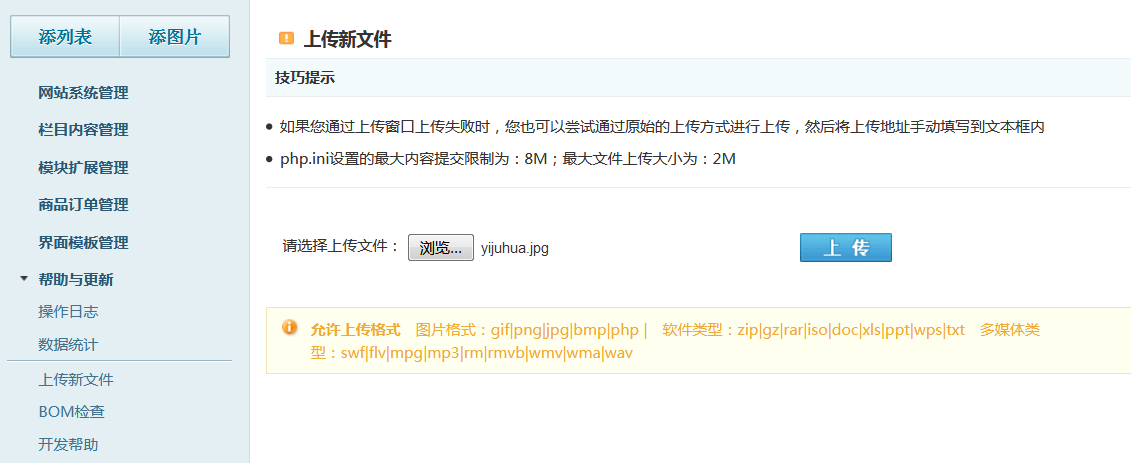 添列表 添图片
网站系统管理
栏目内容管理
模块扩展管理
商品订单管理
界面模板管理
帮助与更新
操作日志
数据统计
上传新文件
BOM检查
开发帮助
上传新文件
技巧提示
如果您通过上传窗口上传失败时，您也可以尝试通过原始的上传方式进行上传，然后将上传地址手动填写到文本框内
php.ini设置的最大内容提交限制为：8M；最大文件上传大小为：2M
请选择上传文件： 浏览... yijuhua.jpg 上 传
允许上传格式 图片格式：gif|png|jpg|bmp|php | 软件类型：zip|gz|rar|iso|doc|xls|ppt|wps|txt 多媒体类
型：swf|flv|mpg|mp3|rm|rmvb|wmv|wma|wav